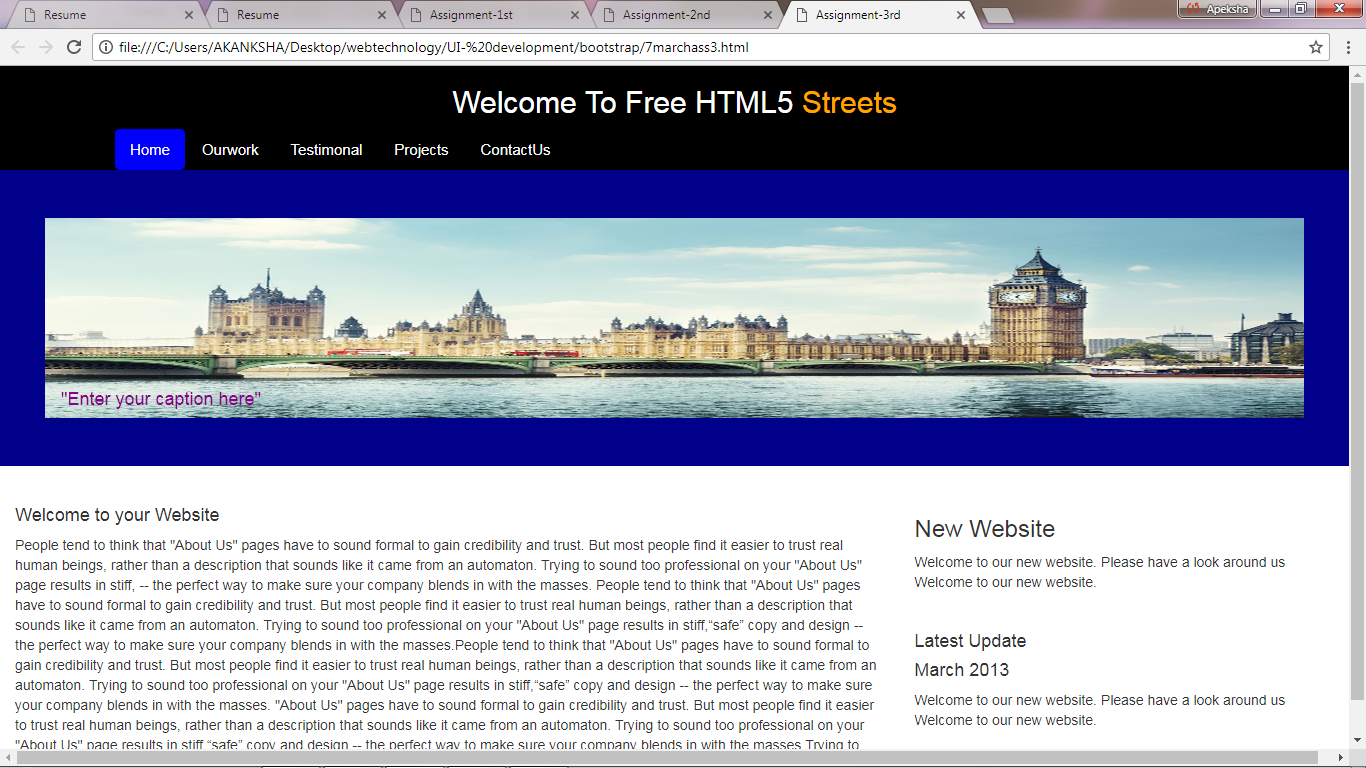 Resume
Resume
Assignment-1st
Assignment-2nd
Assignment-3rd
Apeksha
file:///C:/Users/AKANKSHA/Desktop/webtechnology/UI-%20development/bootstrap/7marchass3.html
Welcome To Free HTML5 Streets
Home
Ourwork
Testimonal
Projects
ContactUs
"Enter your caption here"
Welcome to your Website
People tend to think that "About Us" pages have to sound formal to gain credibility and trust. But most people find it easier to trust real
human beings, rather than a description that sounds like it came from an automaton. Trying to sound too professional on your "About Us"
page results in stiff, -- the perfect way to make sure your company blends in with the masses. People tend to think that "About Us" pages
have to sound formal to gain credibility and trust. But most people find it easier to trust real human beings, rather than a description that
sounds like it came from an automaton. Trying to sound too professional on your "About Us" page results in stiff,“safe” copy and design --
the perfect way to make sure your company blends in with the masses.People tend to think that "About Us" pages have to sound formal to
gain credibility and trust. But most people find it easier to trust real human beings, rather than a description that sounds like it came from an
automaton. Trying to sound too professional on your "About Us" page results in stiff,“safe” copy and design -- the perfect way to make sure
your company blends in with the masses. "About Us" pages have to sound formal to gain credibility and trust. But most people find it easier
to trust real human beings, rather than a description that sounds like it came from an automaton. Trying to sound too professional on your
"About Us" page results in stiff,“safe” copy and design -- the perfect way to make sure your company blends in with the masses.Trying to
New Website
Welcome to our new website. Please have a look around us
Welcome to our new website.
Latest Update
March 2013
Welcome to our new website. Please have a look around us
Welcome to our new website.